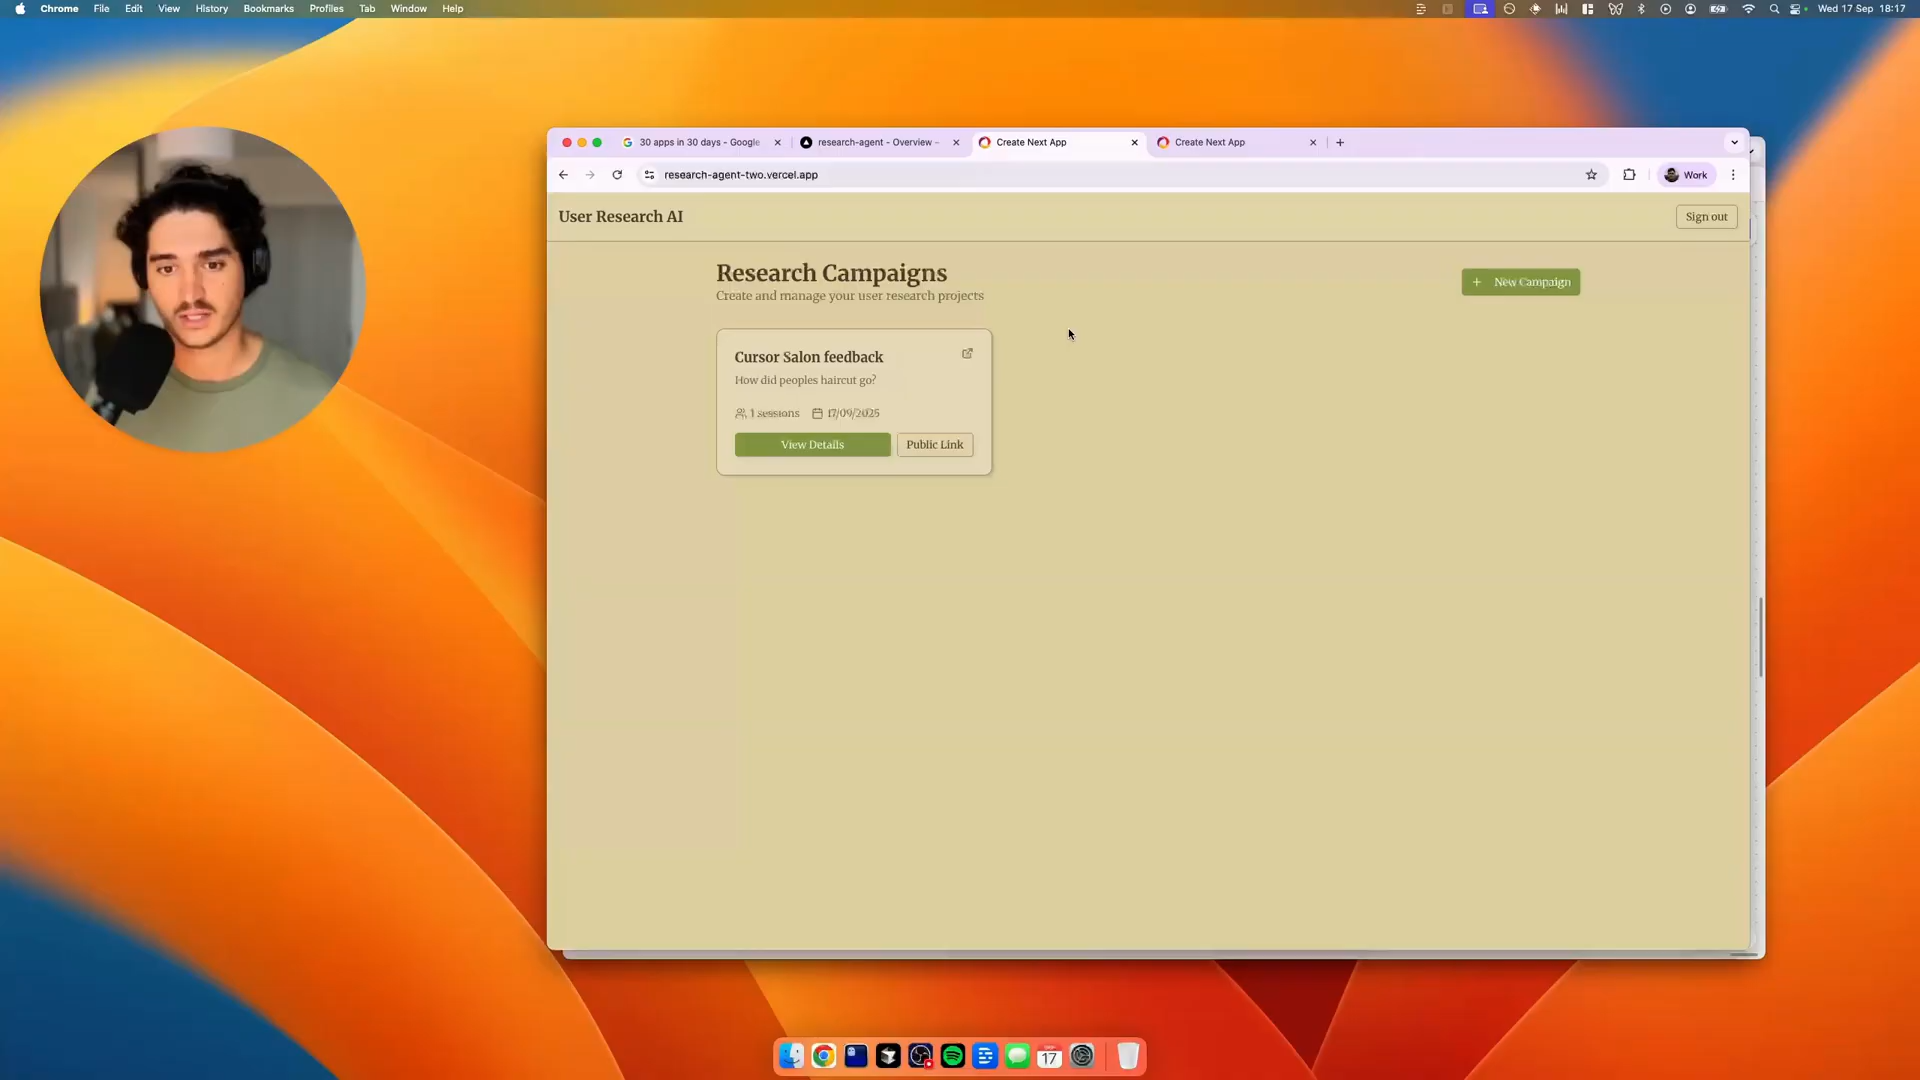 Chrome File Edit View History Bookmarks Profiles Tab Window Help
Wed 17 Sep 18:17
30 apps in 30 days - Google
research-agent - Overview -
Create Next App
Create Next App
research-agent-two.vercel.app
Work
User Research AI
Sign out
Research Campaigns
Create and manage your user research projects
+ New Campaign
Cursor Salon feedback
How did peoples haircut go?
1 sessions 17/09/2025
View Details
Public Link
17